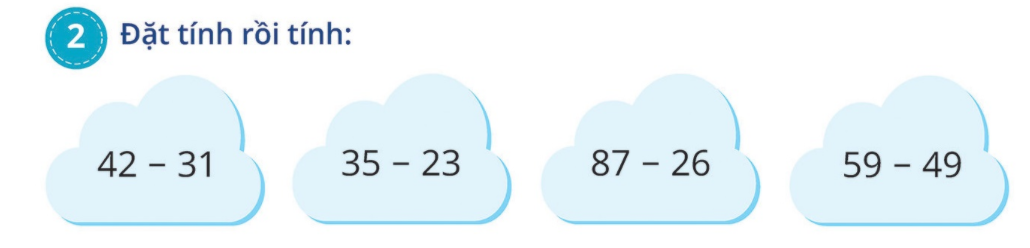 2 Đặt tính rồi tính:
42 – 31 35 – 23 87 – 26 59 – 49